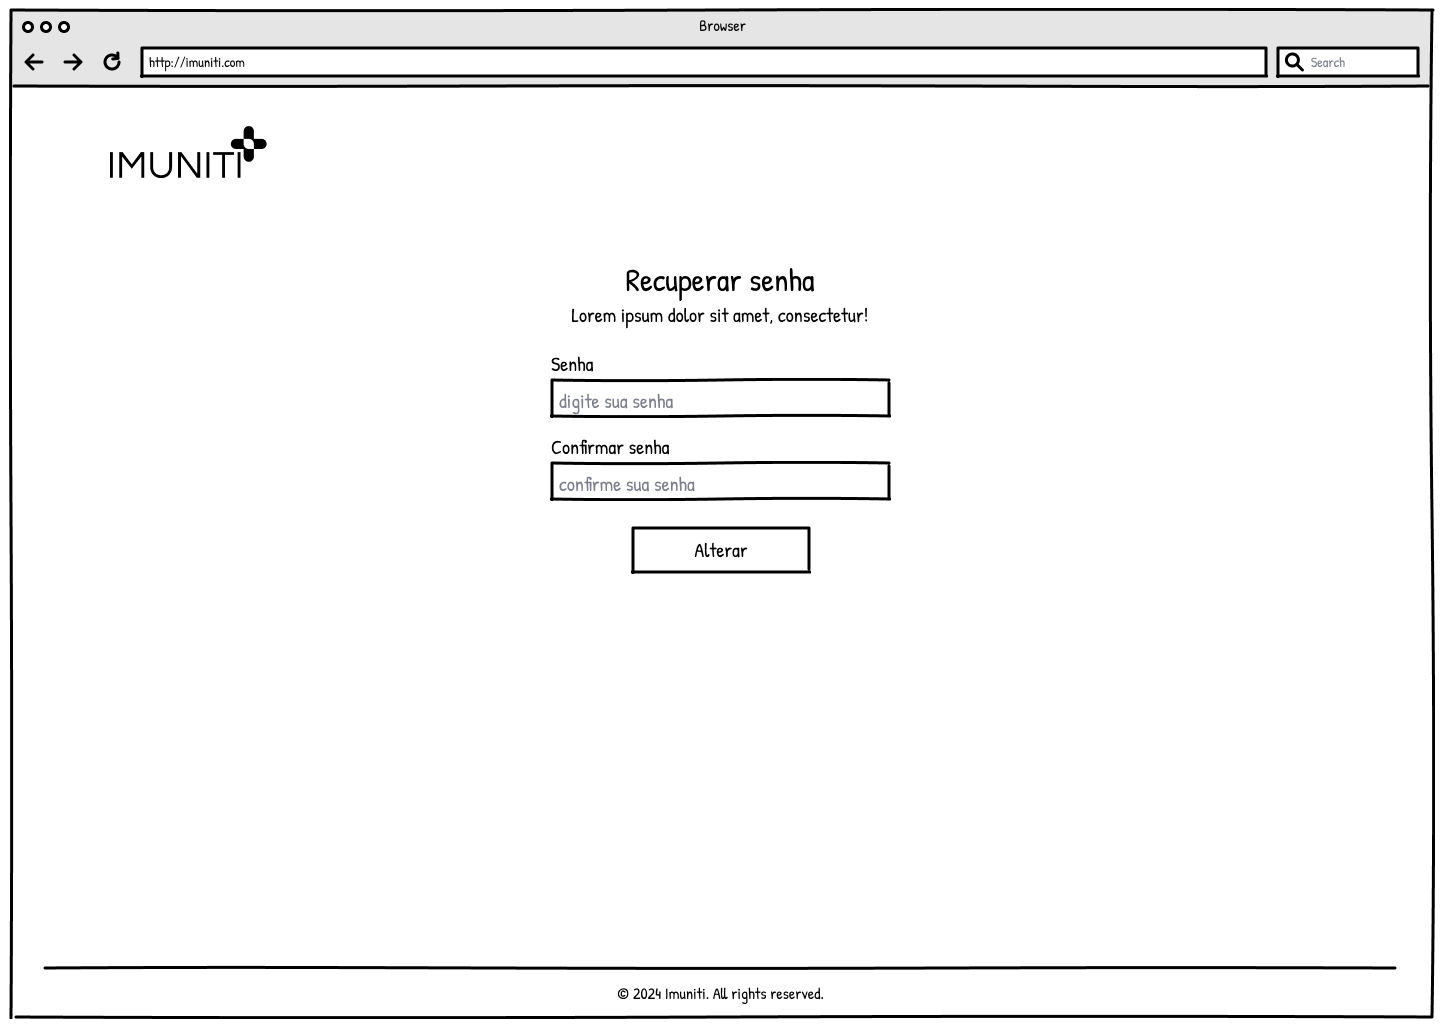 Browser
http://imuniti.com
Search
IMUNITI
Recuperar senha
Lorem ipsum dolor sit amet, consectetur!
Senha
digite sua senha
Confirmar senha
confirme sua senha
Alterar
© 2024 Imuniti. All rights reserved.